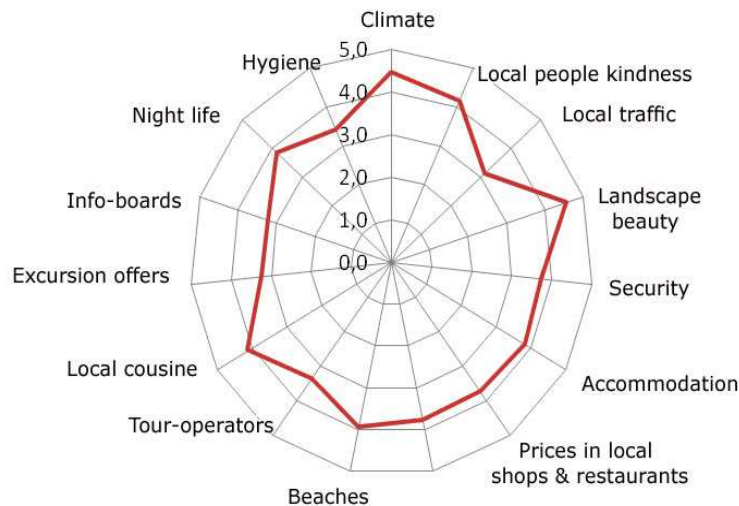 Climate
5,0
Hygiene
Local people kindness
4,0
Night life
Local traffic
3,0
2,0
Info-boards
Landscape
beauty
1,0
0,0
Excursion offers
Security
Local cousine
Accommodation
Tour-operators
Prices in local
shops & restaurants
Beaches